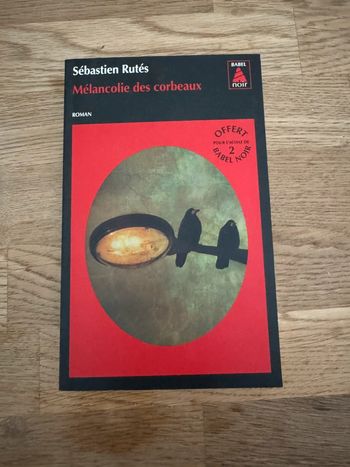 Sébastien Rutés
Mélancolie des corbeaux
ROMAN
BABEL
noir
OFFERT
POUR L'ACHAT DE
2
BABEL NOIR